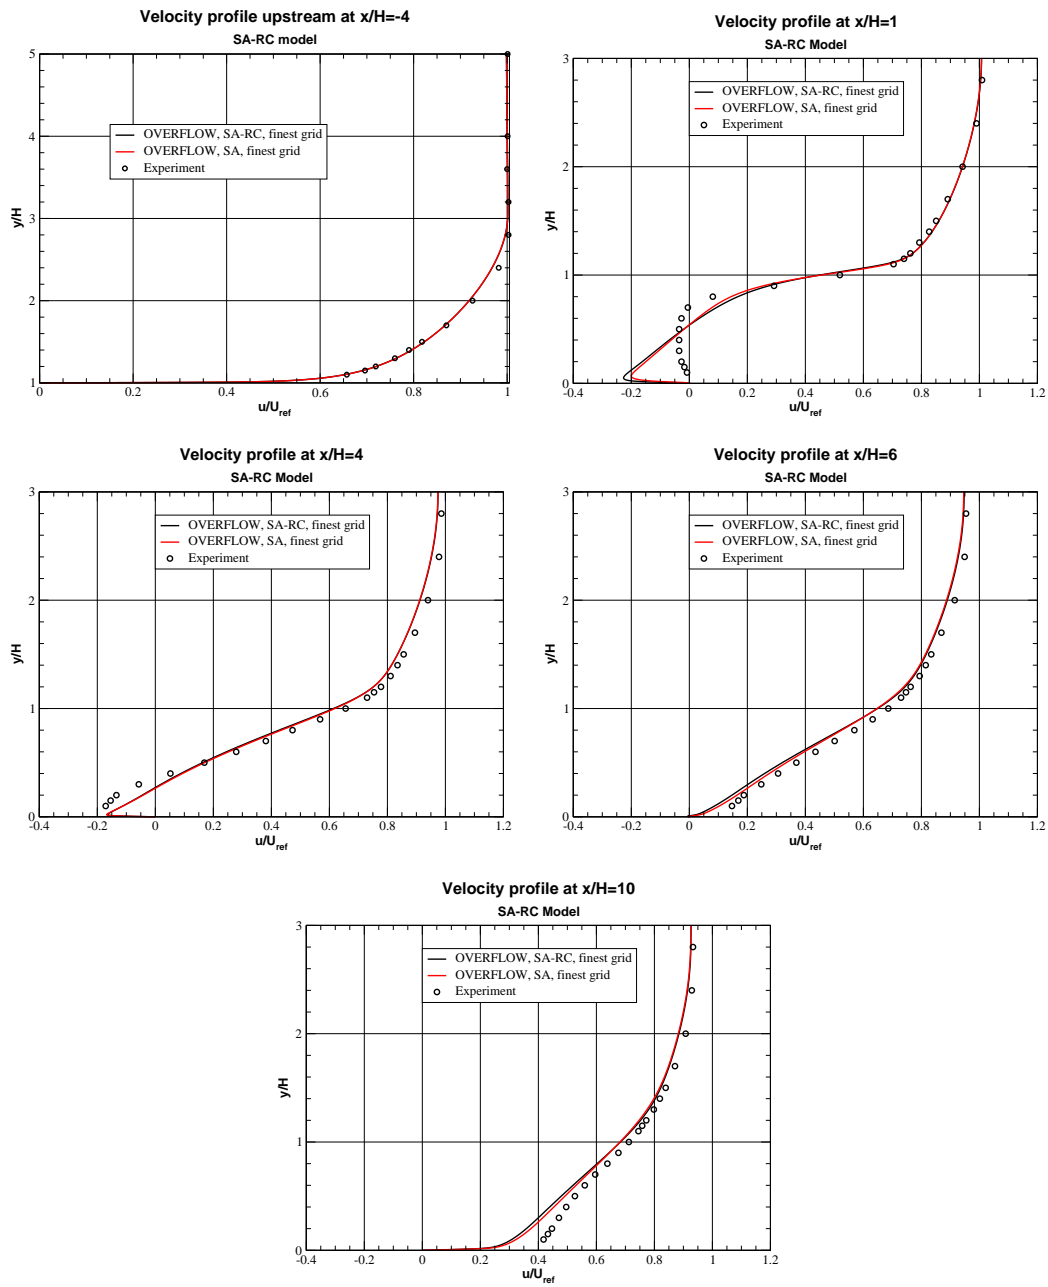 Velocity profile upstream at x/H=-4
SA-RC model
5
4
3
2
1
y/H
OVERFLOW, SA-RC, finest grid
OVERFLOW, SA, finest grid
Experiment
0 0.2 0.4 0.6 0.8 1
u/Uref
Velocity profile at x/H=1
SA-RC Model
3
2
1
0
y/H
OVERFLOW, SA-RC, finest grid
OVERFLOW, SA, finest grid
Experiment
-0.4 -0.2 0 0.2 0.4 0.6 0.8 1 1.2
u/Uref
Velocity profile at x/H=4
SA-RC Model
3
2
1
0
y/H
OVERFLOW, SA-RC, finest grid
OVERFLOW, SA, finest grid
Experiment
-0.4 -0.2 0 0.2 0.4 0.6 0.8 1 1.2
u/Uref
Velocity profile at x/H=6
SA-RC Model
3
2
1
0
y/H
OVERFLOW, SA-RC, finest grid
OVERFLOW, SA, finest grid
Experiment
-0.4 -0.2 0 0.2 0.4 0.6 0.8 1 1.2
u/Uref
Velocity profile at x/H=10
SA-RC Model
3
2
1
0
y/H
OVERFLOW, SA-RC, finest grid
OVERFLOW, SA, finest grid
Experiment
-0.4 -0.2 0 0.2 0.4 0.6 0.8 1 1.2
u/Uref